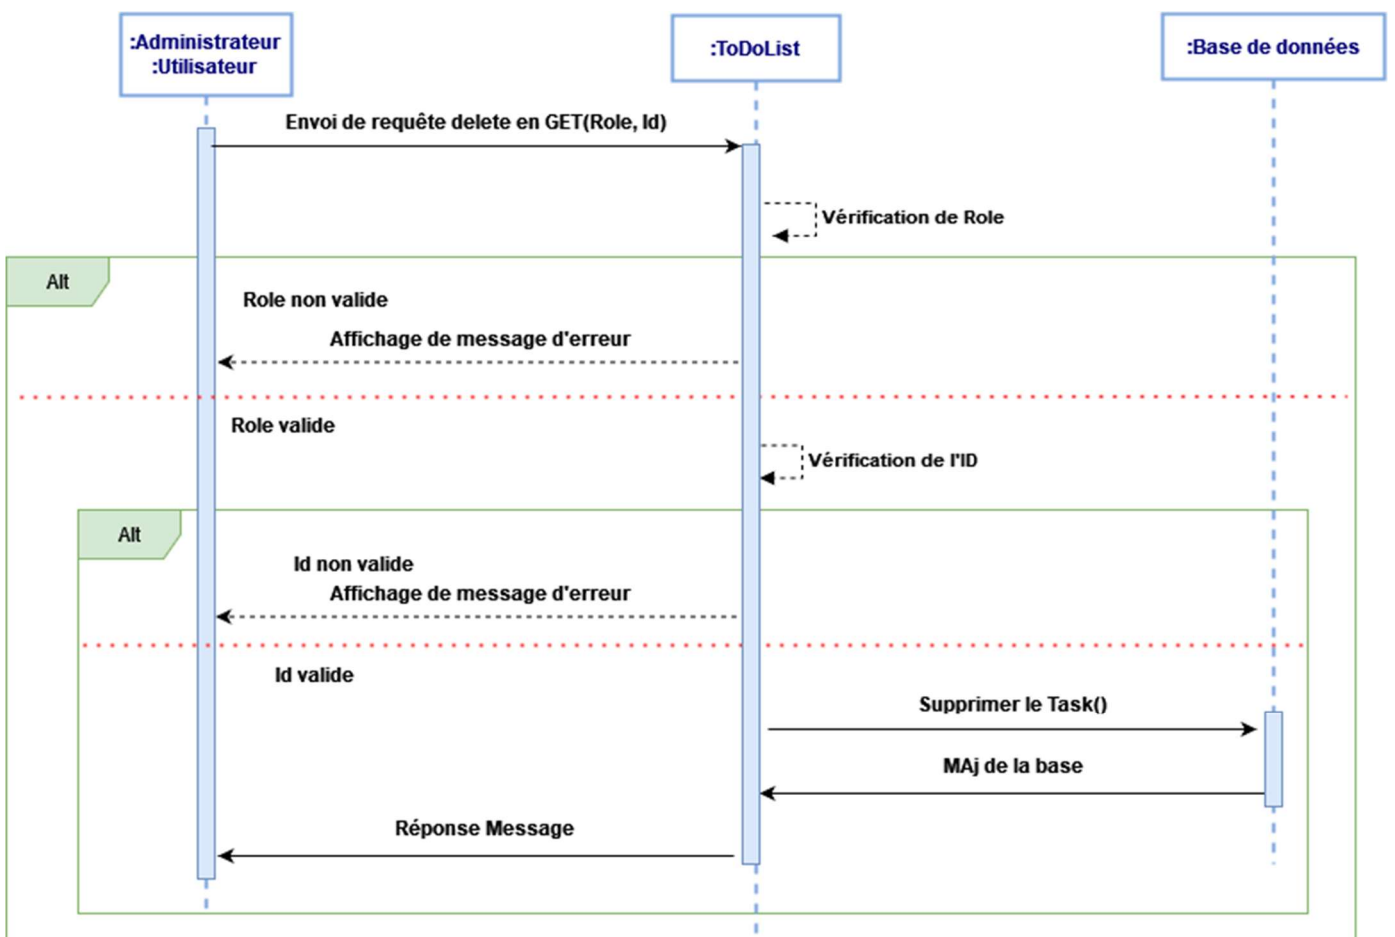 :Administrateur
:Utilisateur
:ToDoList
:Base de données
Envoi de requête delete en GET(Role, Id)
Vérification de Role
Alt
Role non valide
Affichage de message d'erreur
Role valide
Vérification de l'ID
Alt
Id non valide
Affichage de message d'erreur
Id valide
Supprimer le Task()
MAj de la base
Réponse Message